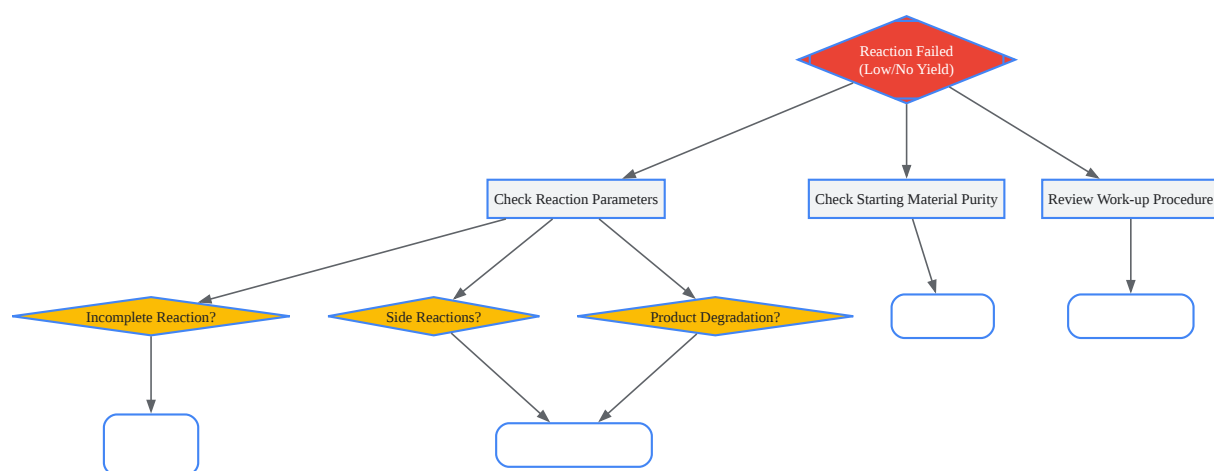 Reaction Failed
(Low/No Yield)
Check Reaction Parameters
Check Starting Material Purity
Review Work-up Procedure
Incomplete Reaction?
Side Reactions?
Product Degradation?